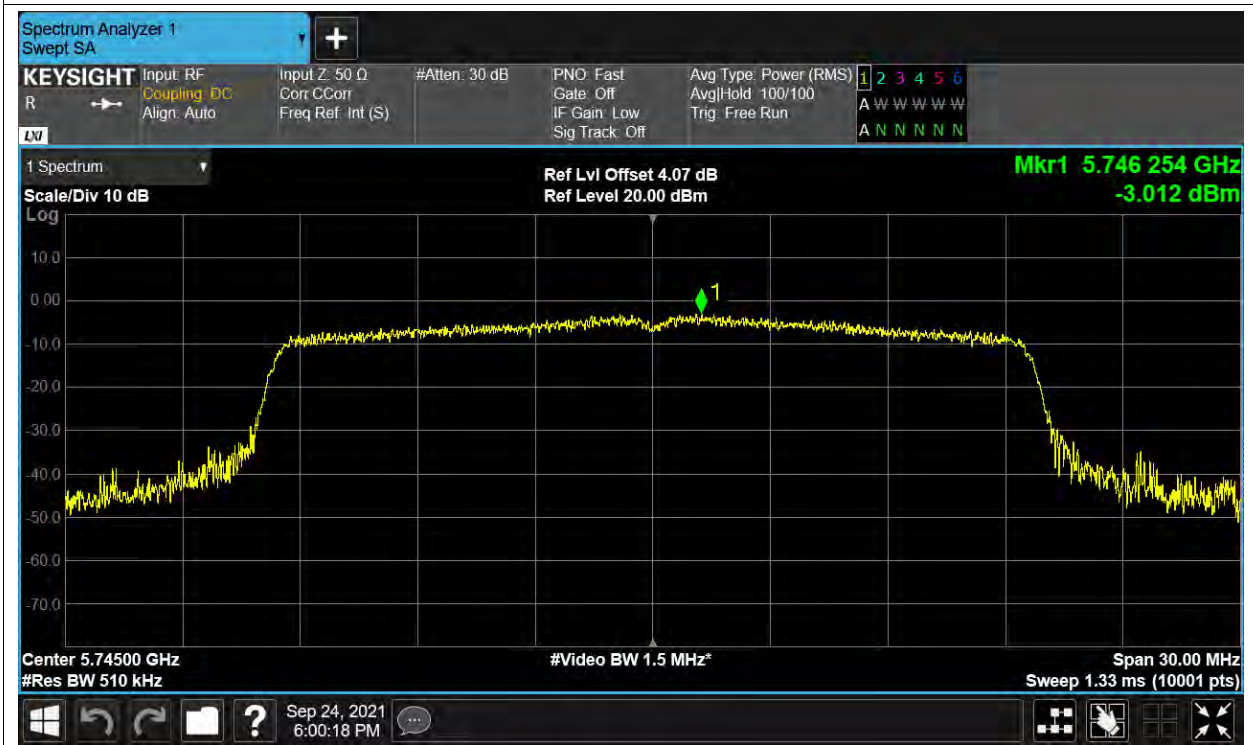 Spectrum Analyzer 1
Swept SA
KEYSIGHT
R
LXI
Input: RF
Coupling: DC
Align: Auto
Input Z: 50 Ω
Corr CCorr
Freq Ref: Int (S)
#Atten: 30 dB
PNO: Fast
Gate: Off
IF Gain: Low
Sig Track: Off
Avg Type: Power (RMS)
Avg|Hold: 100/100
Trig: Free Run
1 2 3 4 5 6
A W W W W W
A N N N N N
1 Spectrum
Scale/Div 10 dB
Ref Lvl Offset 4.07 dB
Ref Level 20.00 dBm
Mkr1 5.746 254 GHz
-3.012 dBm
Log
10.0
0.00
-10.0
-20.0
-30.0
-40.0
-50.0
-60.0
-70.0
1
Center 5.74500 GHz
#Res BW 510 kHz
#Video BW 1.5 MHz*
Span 30.00 MHz
Sweep 1.33 ms (10001 pts)
?
Sep 24, 2021
6:00:18 PM